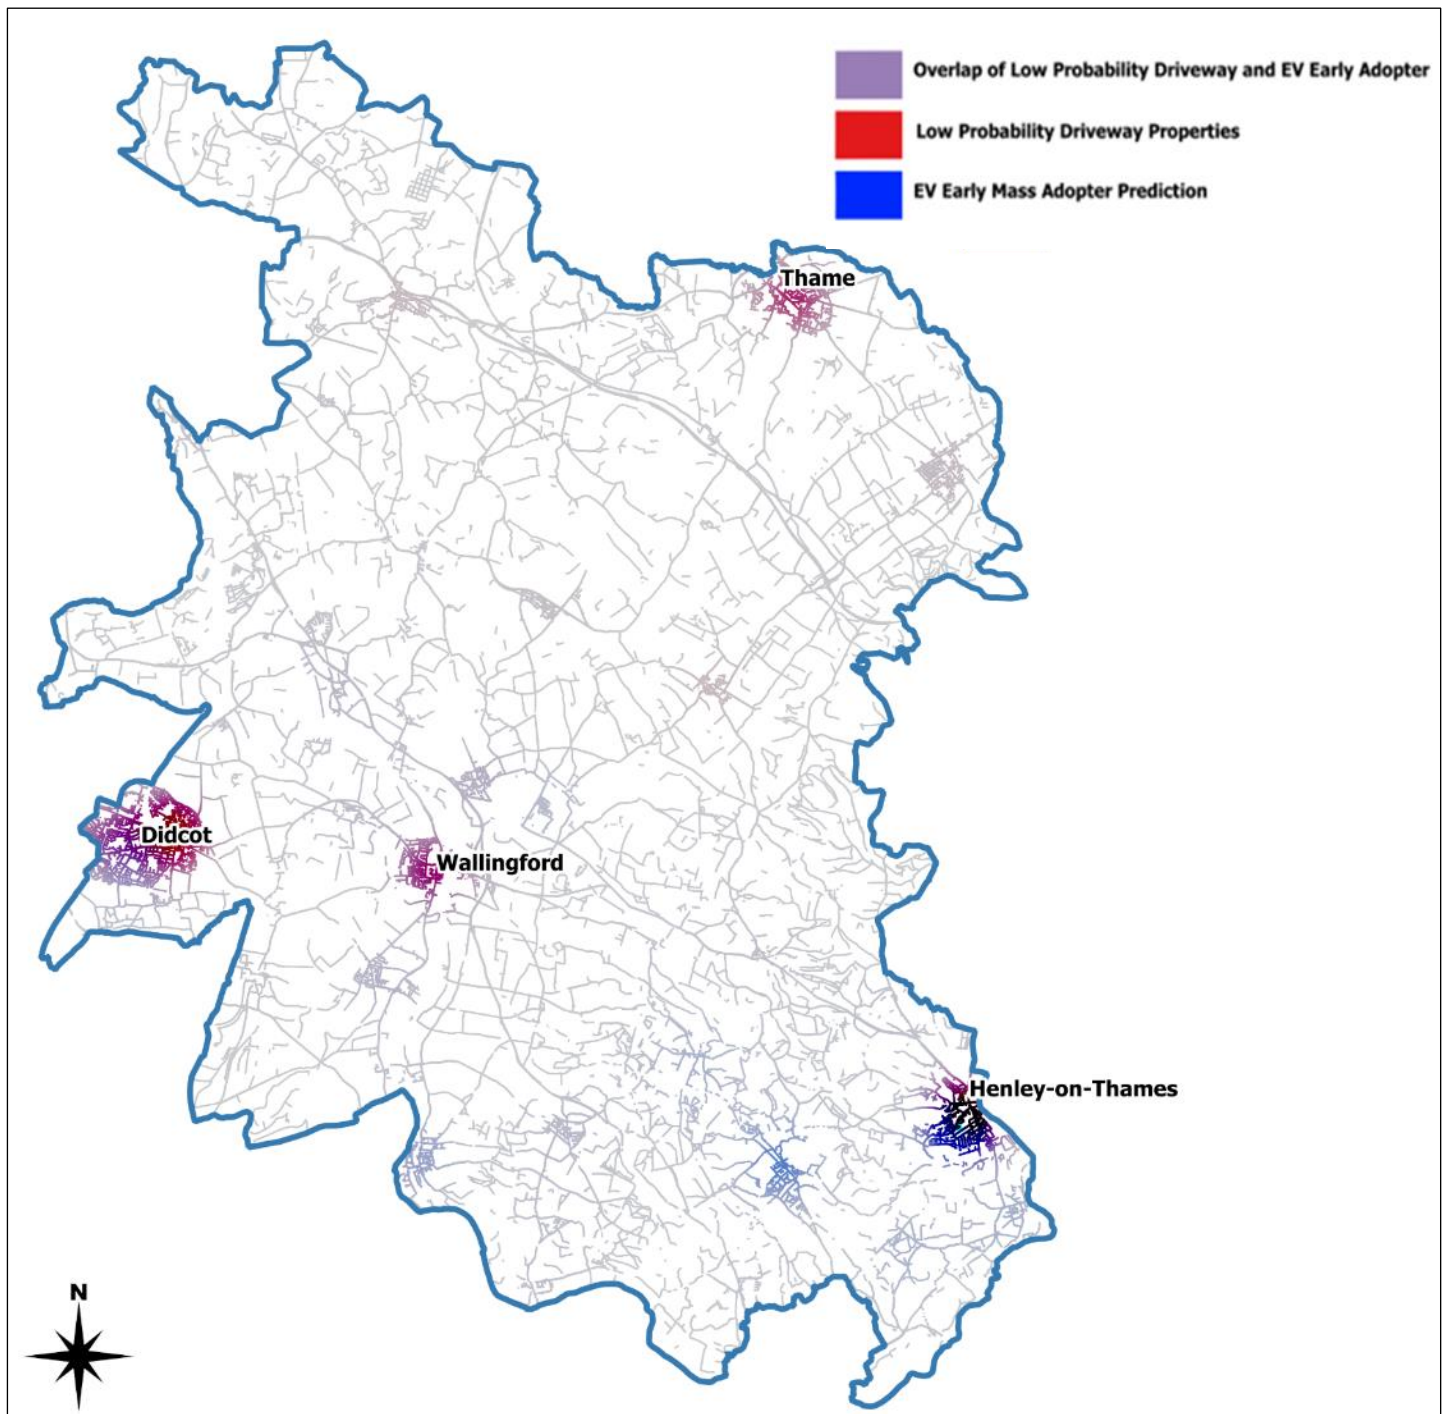 Overlap of Low Probability Driveway and EV Early Adopter
Low Probability Driveway Properties
EV Early Mass Adopter Prediction
Thame
Didcot
Wallingford
Henley-on-Thames
N